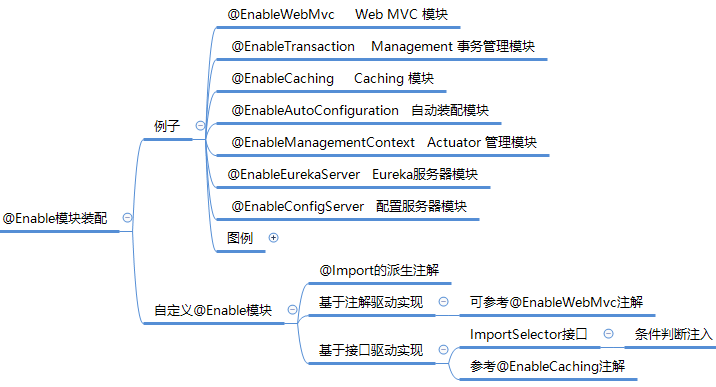 @EnableWebMvc Web MVC 模块
@EnableTransaction Management 事务管理模块
@EnableCaching Caching 模块
@EnableAutoConfiguration 自动装配模块
例子
@EnableManagementContext Actuator 管理模块
@EnableEurekaServer Eureka服务器模块
@EnableConfigServer 配置服务器模块
@Enable模块装配
图例
@Import的派生注解
自定义@Enable模块
基于注解驱动实现 可参考@EnableWebMvc注解
ImportSelector接口 条件判断注入
基于接口驱动实现
参考@EnableCaching注解